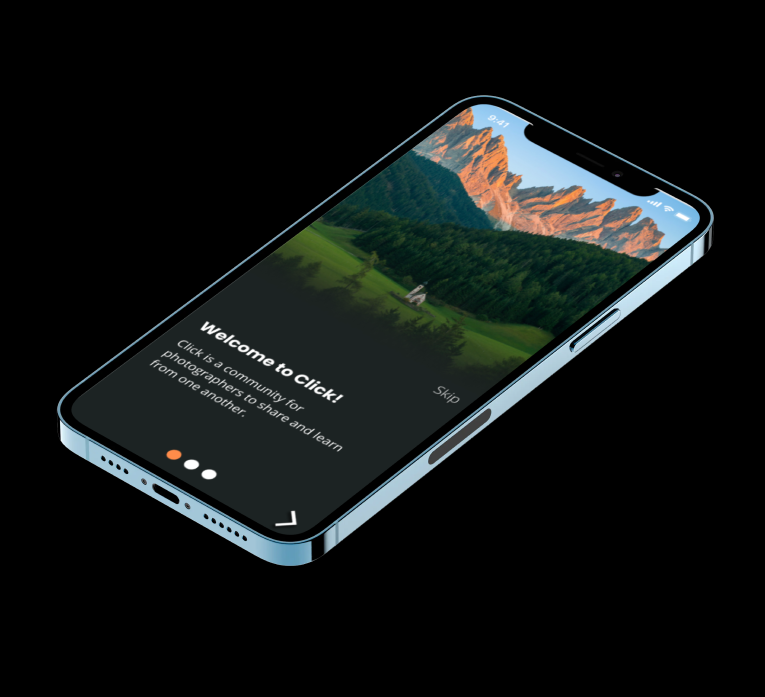 9:41
Skip
Welcome to Click!
Click is a community for
photographers to share and learn
from one another.